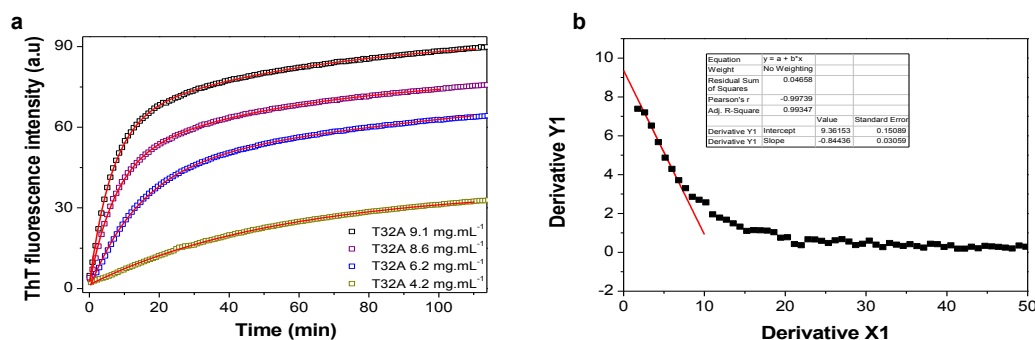 a
ThT fluorescence intensity (a.u)
90
60
30
0
T32A 9.1 mg.mL⁻¹
T32A 8.6 mg.mL⁻¹
T32A 6.2 mg.mL⁻¹
T32A 4.2 mg.mL⁻¹
0 20 40 60 80 100
Time (min)
b
Derivative Y1
10
8
6
4
2
0
-2
Equation y = a + b*x
Weight No Weighting
Residual Sum of Squares 0.04658
Pearson's r -0.99739
Adj. R-Square 0.99347
Value Standard Error
Derivative Y1 Intercept 9.36153 0.15089
Derivative Y1 Slope -0.84436 0.03059
0 10 20 30 40 50
Derivative X1